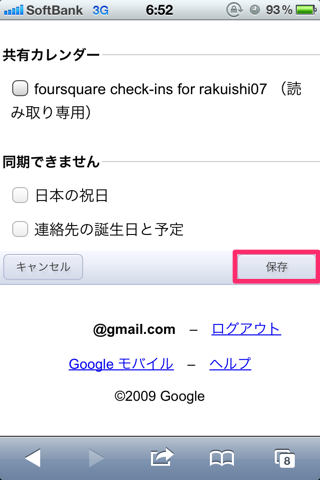 SoftBank 3G 6:52 93%
共有カレンダー
foursquare check-ins for rakuishi07 （読
み取り専用）
同期できません
日本の祝日
連絡先の誕生日と予定
キャンセル 保存
@gmail.com – ログアウト
Google モバイル – ヘルプ
©2009 Google
8